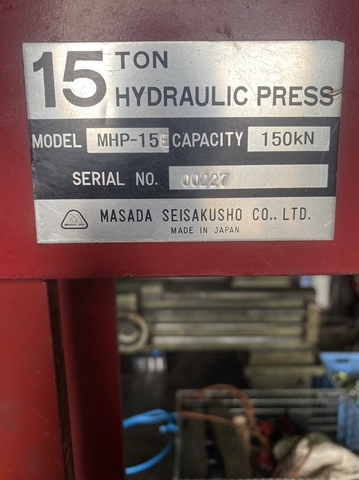 15 TON
HYDRAULIC PRESS
MODEL MHP-15E CAPACITY 150kN
SERIAL NO. 00227
MASADA SEISAKUSHO CO., LTD.
MADE IN JAPAN